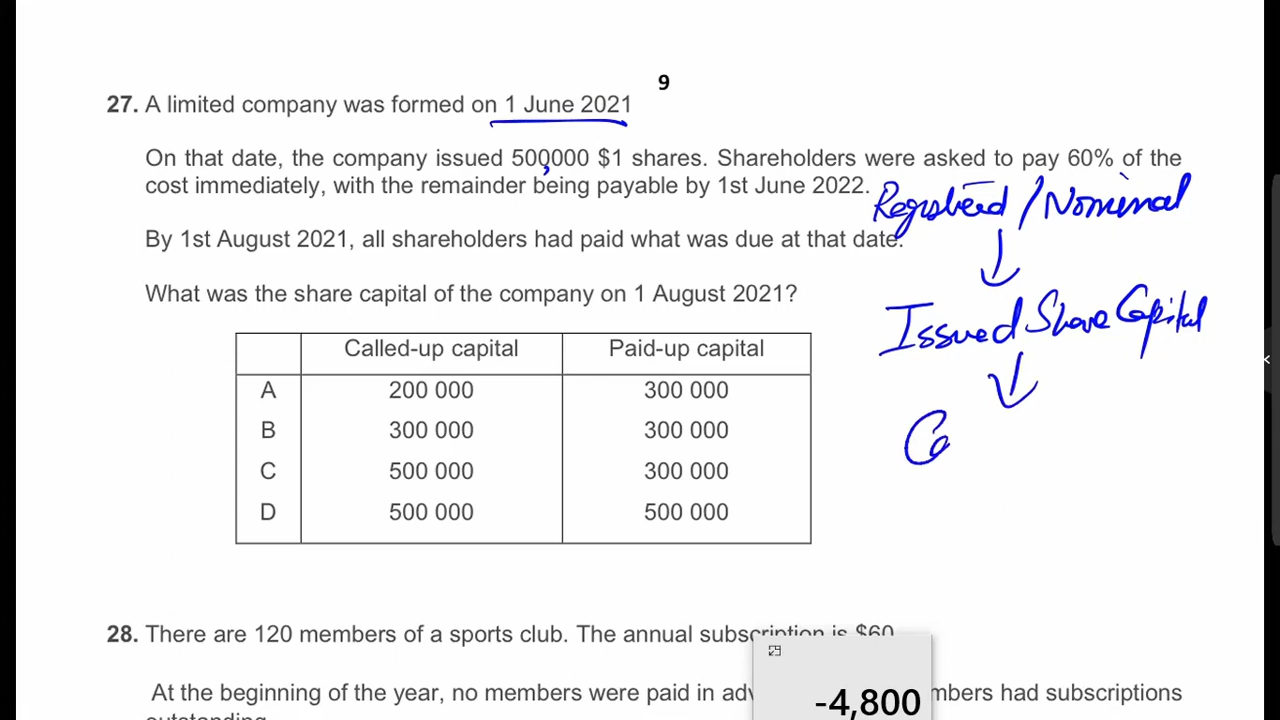 9
27. A limited company was formed on 1 June 2021
On that date, the company issued 500,000 $1 shares. Shareholders were asked to pay 60% of the
cost immediately, with the remainder being payable by 1st June 2022.
Registered / Nominal
By 1st August 2021, all shareholders had paid what was due at that date.
What was the share capital of the company on 1 August 2021?
Issued Share Capital
Called-up capital Paid-up capital
A 200 000 300 000
B 300 000 300 000
Ca
C 500 000 300 000
D 500 000 500 000
28. There are 120 members of a sports club. The annual subscription is $60
At the beginning of the year, no members were paid in adv mbers had subscriptions
-4,800
outstanding